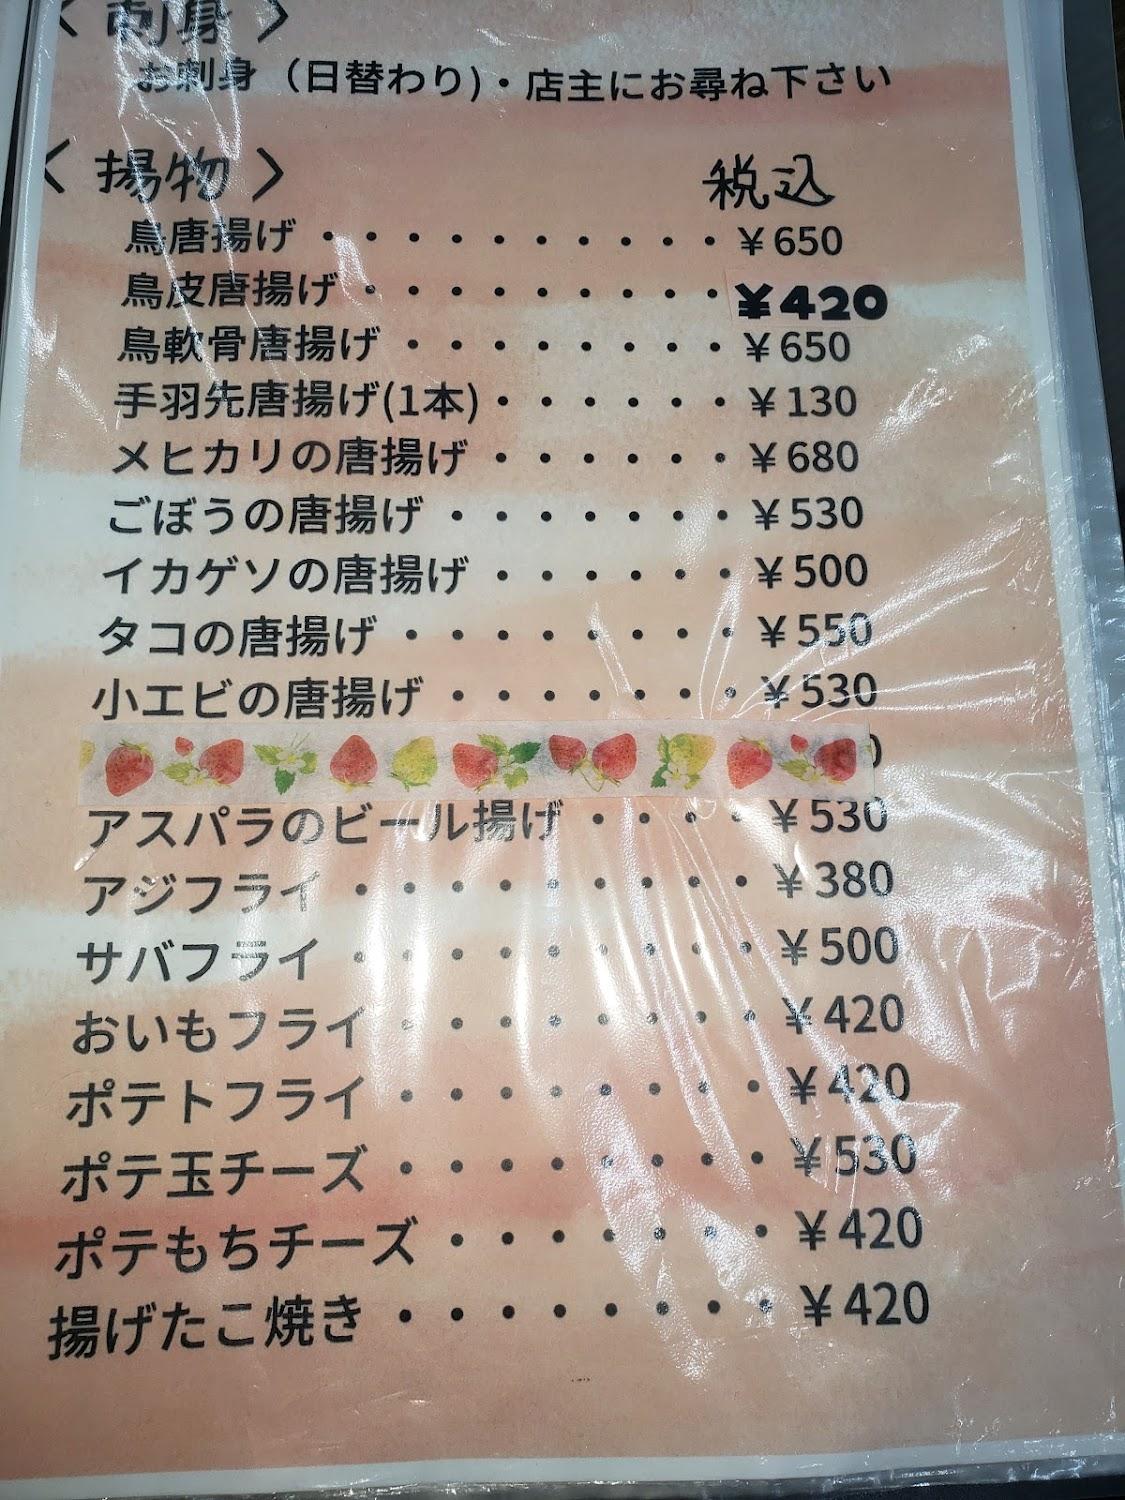 〈 刺身 〉
お刺身（日替わり）・店主にお尋ね下さい
〈 揚物 〉 税込
鳥唐揚げ・・・・・・・・・・¥650
鳥皮唐揚げ・・・・・・・・・¥420
鳥軟骨唐揚げ・・・・・・・・¥650
手羽先唐揚げ(1本)・・・・・・¥130
メヒカリの唐揚げ・・・・・・¥680
ごぼうの唐揚げ・・・・・・・¥530
イカゲソの唐揚げ・・・・・・¥500
タコの唐揚げ・・・・・・・・¥550
小エビの唐揚げ・・・・・・・¥530
アスパラのビール揚げ・・・・¥530
アジフライ・・・・・・・・・¥380
サバフライ・・・・・・・・・¥500
おいもフライ・・・・・・・・¥420
ポテトフライ・・・・・・・・¥420
ポテ玉チーズ・・・・・・・・¥530
ポテもちチーズ・・・・・・・¥420
揚げたこ焼き・・・・・・・・¥420